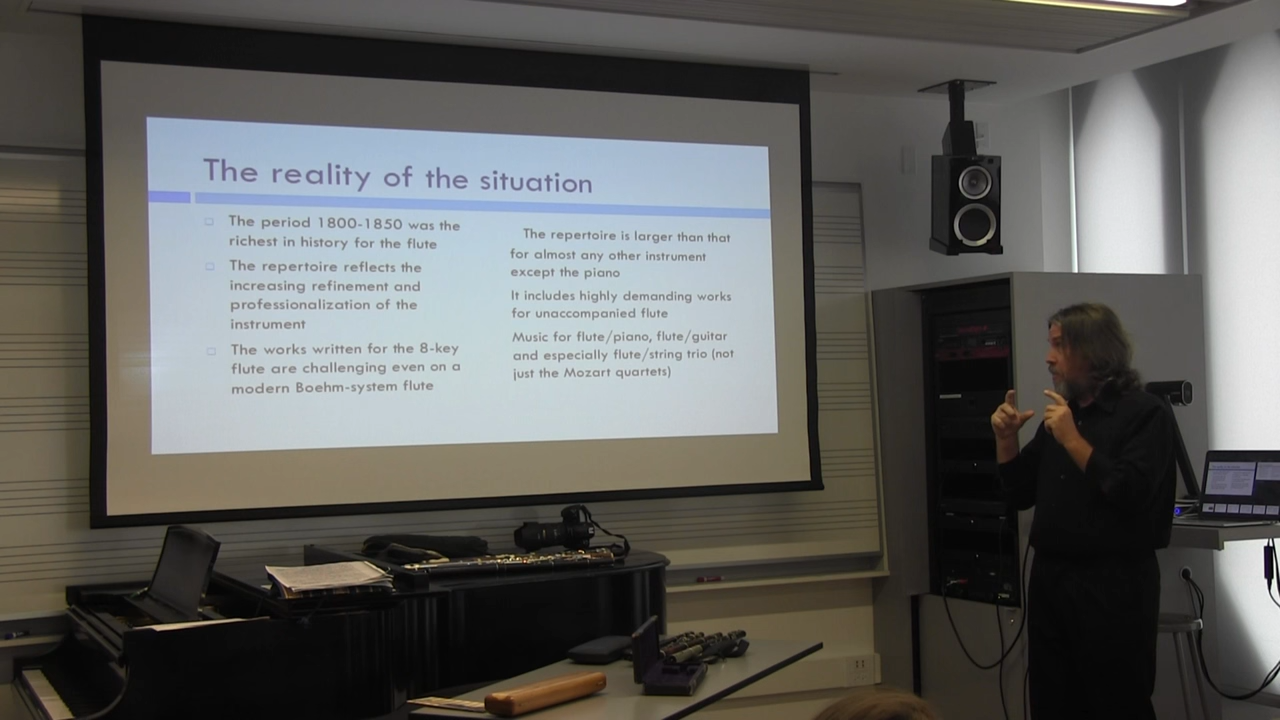 The reality of the situation
The period 1800-1850 was the
richest in history for the flute
The repertoire reflects the
increasing refinement and
professionalization of the
instrument
The works written for the 8-key
flute are challenging even on a
modern Boehm-system flute
The repertoire is larger than that
for almost any other instrument
except the piano
It includes highly demanding works
for unaccompanied flute
Music for flute/piano, flute/guitar
and especially flute/string trio (not
just the Mozart quartets)